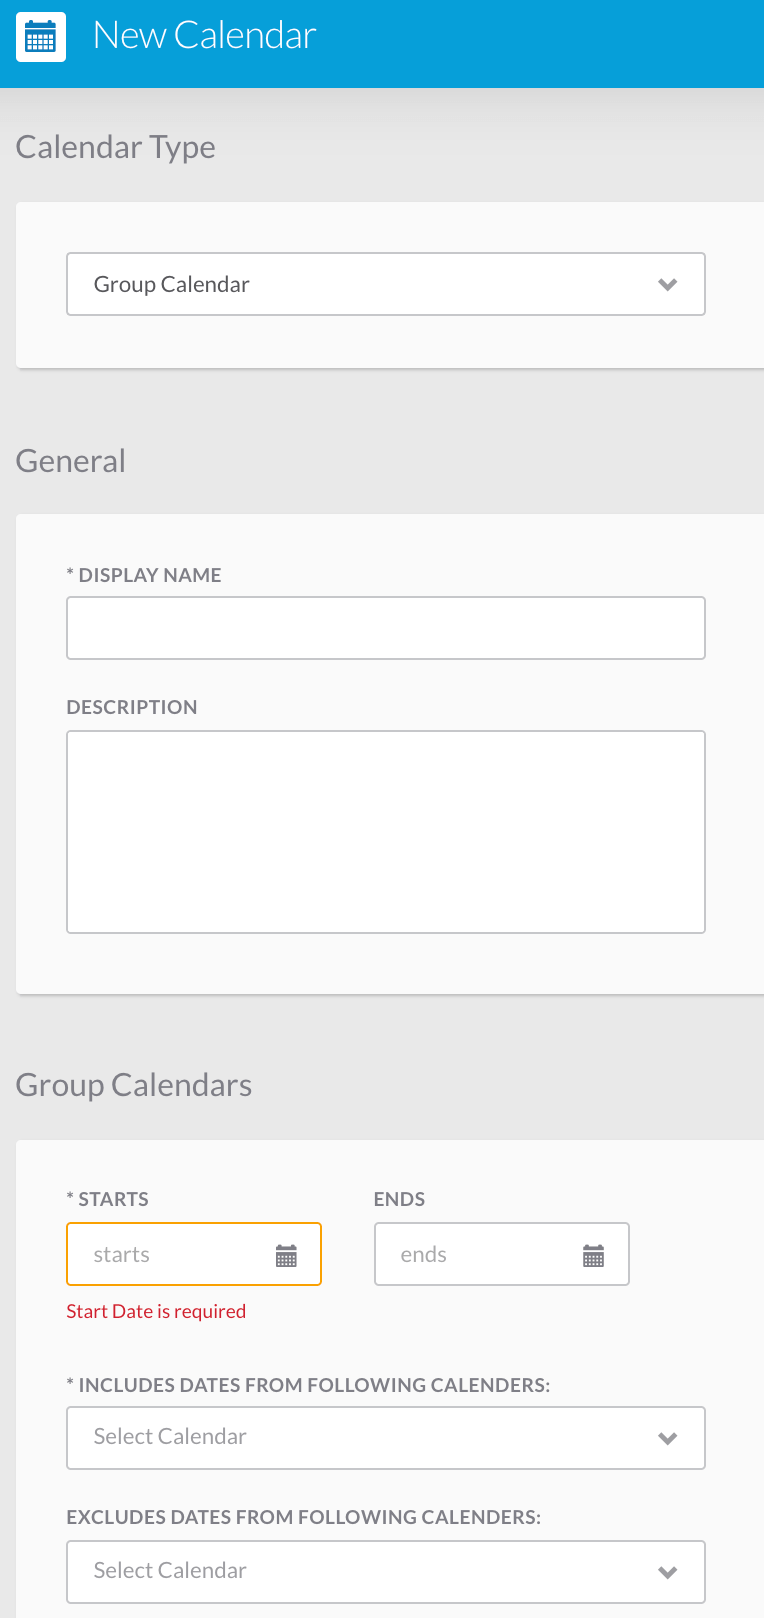 New Calendar
Calendar Type
Group Calendar
General
* DISPLAY NAME
DESCRIPTION
Group Calendars
* STARTS ENDS
starts ends
Start Date is required
* INCLUDES DATES FROM FOLLOWING CALENDERS:
Select Calendar
EXCLUDES DATES FROM FOLLOWING CALENDERS:
Select Calendar